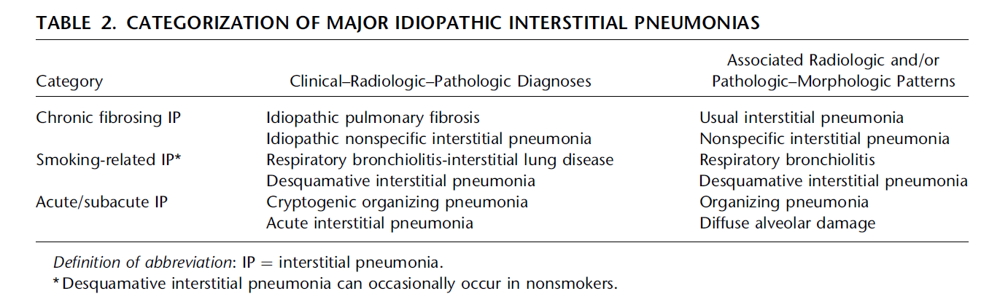 TABLE 2. CATEGORIZATION OF MAJOR IDIOPATHIC INTERSTITIAL PNEUMONIAS
Associated Radiologic and/or
Category Clinical–Radiologic–Pathologic Diagnoses Pathologic–Morphologic Patterns
Chronic fibrosing IP Idiopathic pulmonary fibrosis Usual interstitial pneumonia
Idiopathic nonspecific interstitial pneumonia Nonspecific interstitial pneumonia
Smoking-related IP* Respiratory bronchiolitis-interstitial lung disease Respiratory bronchiolitis
Desquamative interstitial pneumonia Desquamative interstitial pneumonia
Acute/subacute IP Cryptogenic organizing pneumonia Organizing pneumonia
Acute interstitial pneumonia Diffuse alveolar damage
Definition of abbreviation: IP = interstitial pneumonia.
* Desquamative interstitial pneumonia can occasionally occur in nonsmokers.